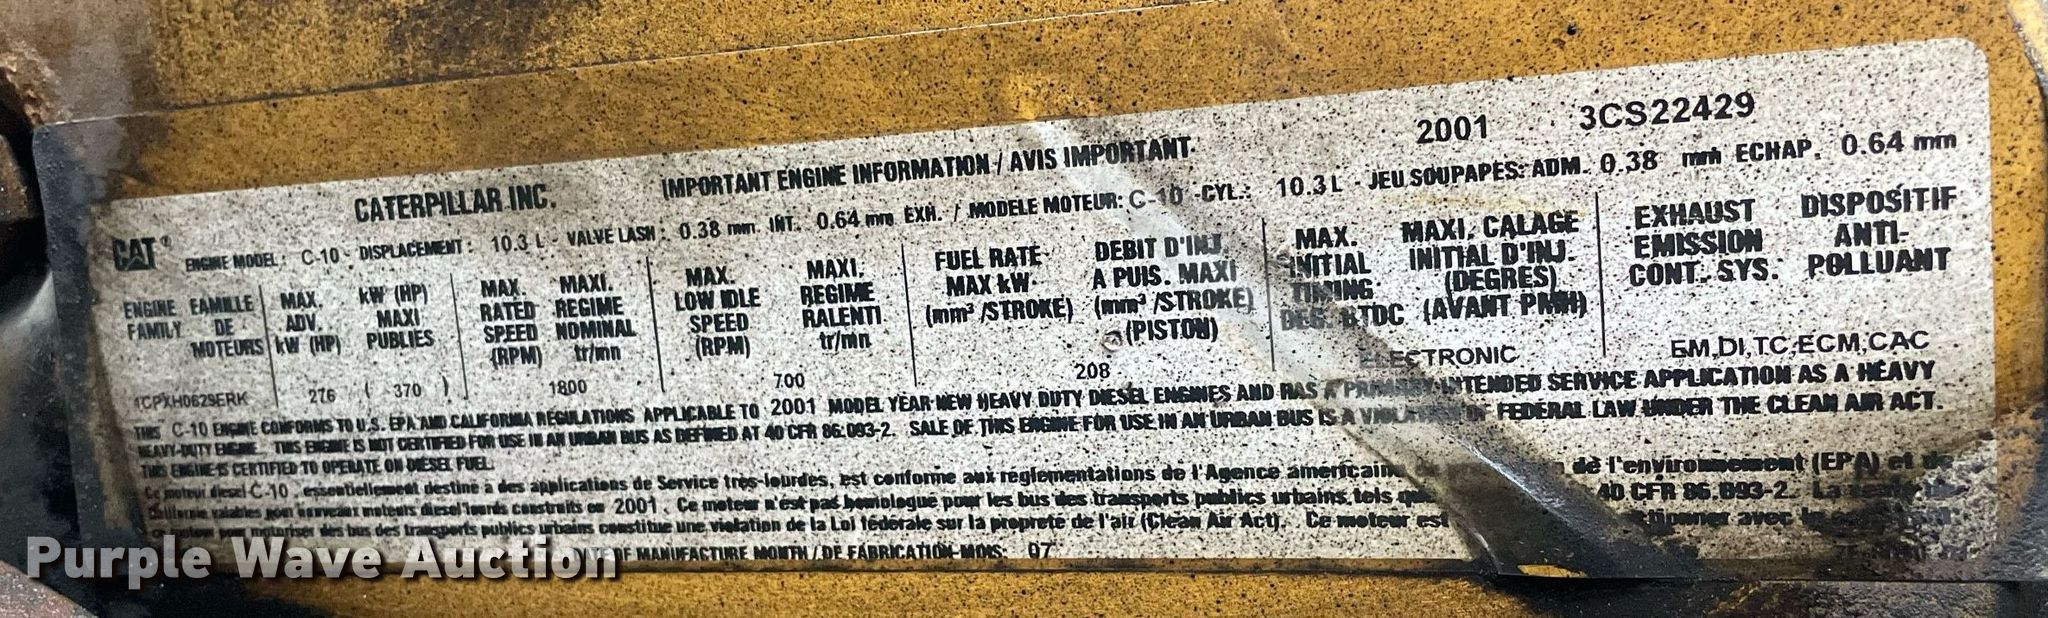 2001 3CS22429
CATERPILLAR INC. IMPORTANT ENGINE INFORMATION / AVIS IMPORTANT
CAT® ENGINE MODEL: C-10 - DISPLACEMENT: 10.3 L - VALVE LASH: 0.38 mm INT. 0.64 mm EXH. / MODELE MOTEUR: C-10 -CYL.: 10.3 L - JEU SOUPAPES: ADM. 0.38 mm ECHAP. 0.64 mm
ENGINE FAMILY
FAMILLE DE MOTEURS
MAX. ADV. kW (HP)
kW (HP) MAXI PUBLIES
MAX. RATED SPEED (RPM)
MAXI. REGIME NOMINAL tr/mn
MAX. LOW IDLE SPEED (RPM)
MAXI. REGIME RALENTI tr/mn
FUEL RATE MAX kW (mm³ /STROKE)
DEBIT D'INJ A PUIS. MAXI (mm³ /STROKE) (PISTON)
MAX. INITIAL TIMING DEG. BTDC
MAXI. CALAGE INITIAL D'INJ. (DEGRES) (AVANT PMH)
EXHAUST EMISSION CONT. SYS.
DISPOSITIF ANTI-POLLUANT
1CPXH0629ERK 276 ( 370 ) 1800 700 208 ELECTRONIC EM,DI,TC,ECM,CAC
THIS C-10 ENGINE CONFORMS TO U.S. EPA AND CALIFORNIA REGULATIONS APPLICABLE TO 2001 MODEL YEAR NEW HEAVY DUTY DIESEL ENGINES AND HAS A PRIMARY INTENDED SERVICE APPLICATION AS A HEAVY
HEAVY-DUTY ENGINE. THIS ENGINE IS NOT CERTIFIED FOR USE IN AN URBAN BUS AS DEFINED AT 40 CFR 86.093-2. SALE OF THIS ENGINE FOR USE IN AN URBAN BUS IS A VIOLATION OF FEDERAL LAW UNDER THE CLEAN AIR ACT.
THIS ENGINE IS CERTIFIED TO OPERATE ON DIESEL FUEL.
Ce moteur diesel C-10 , essentiellement destiné à des applications de Service très-lourdes, est conforme aux réglementations de l'Agence américaine de l'environnement (EPA) et de
Californie valables pour nouveaux moteurs diesel lourds construits en 2001 . Ce moteur n'est pas homologué pour les bus des transports publics urbains tels que 40 CFR 86.093-2. La
pour motoriser des bus des transports publics urbains constitue une violation de la Loi fédérale sur la propreté de l'air (Clean Air Act). Ce moteur est avec
DATE OF MANUFACTURE MONTH / DE FABRICATION-MOIS: 07
Purple Wave Auction